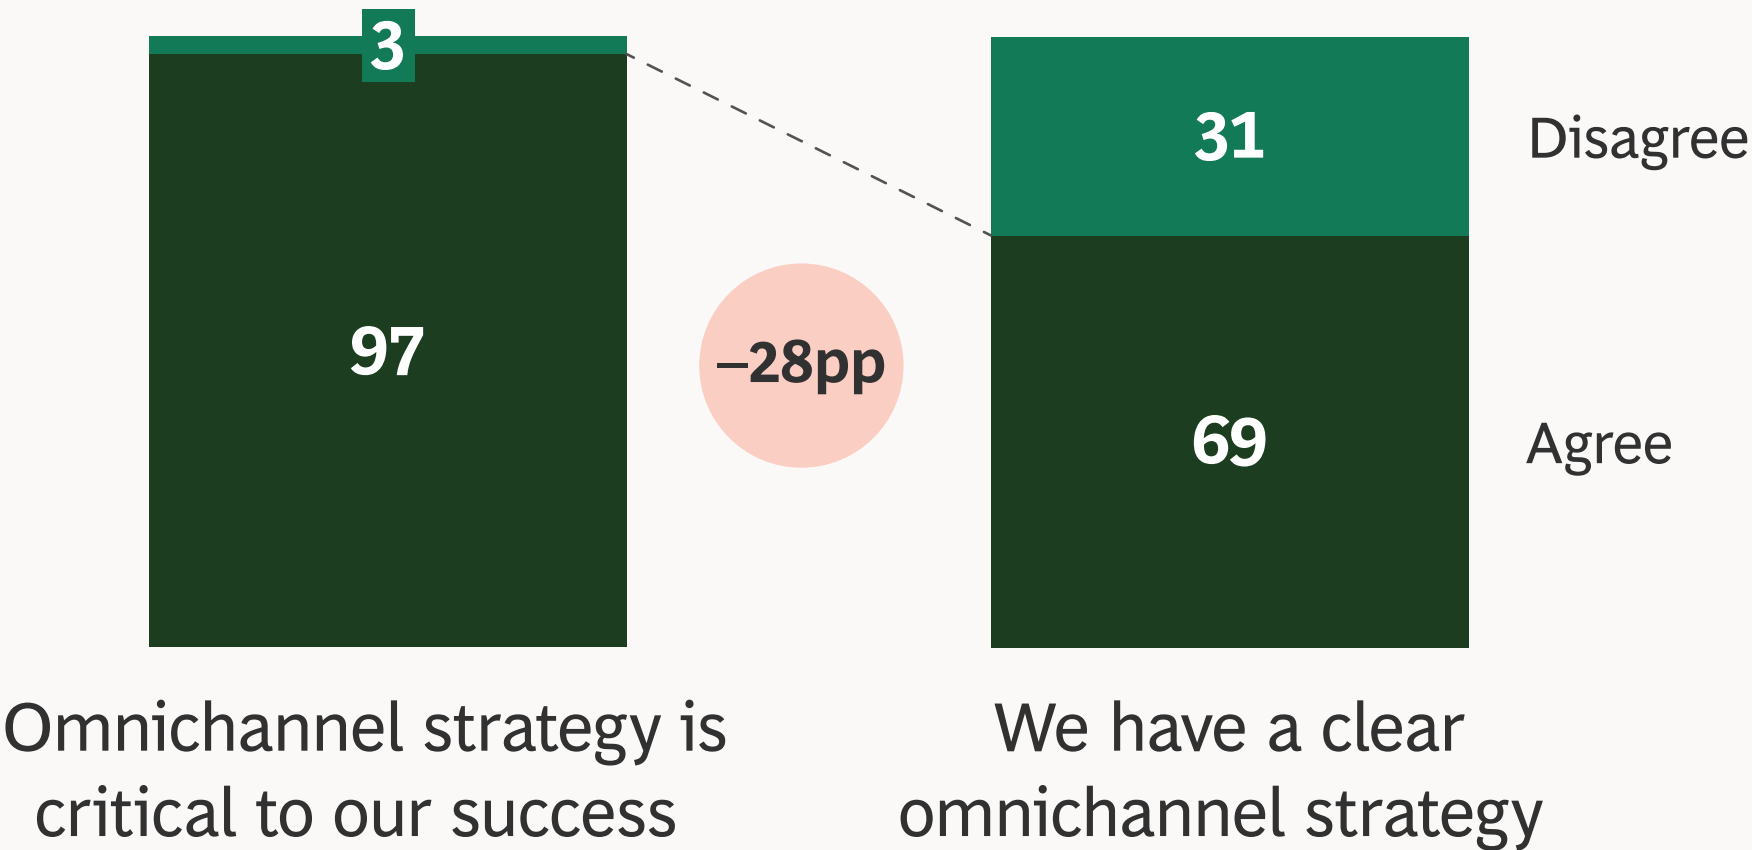 3
31
Disagree
97
–28pp
69
Agree
Omnichannel strategy is
critical to our success
We have a clear
omnichannel strategy